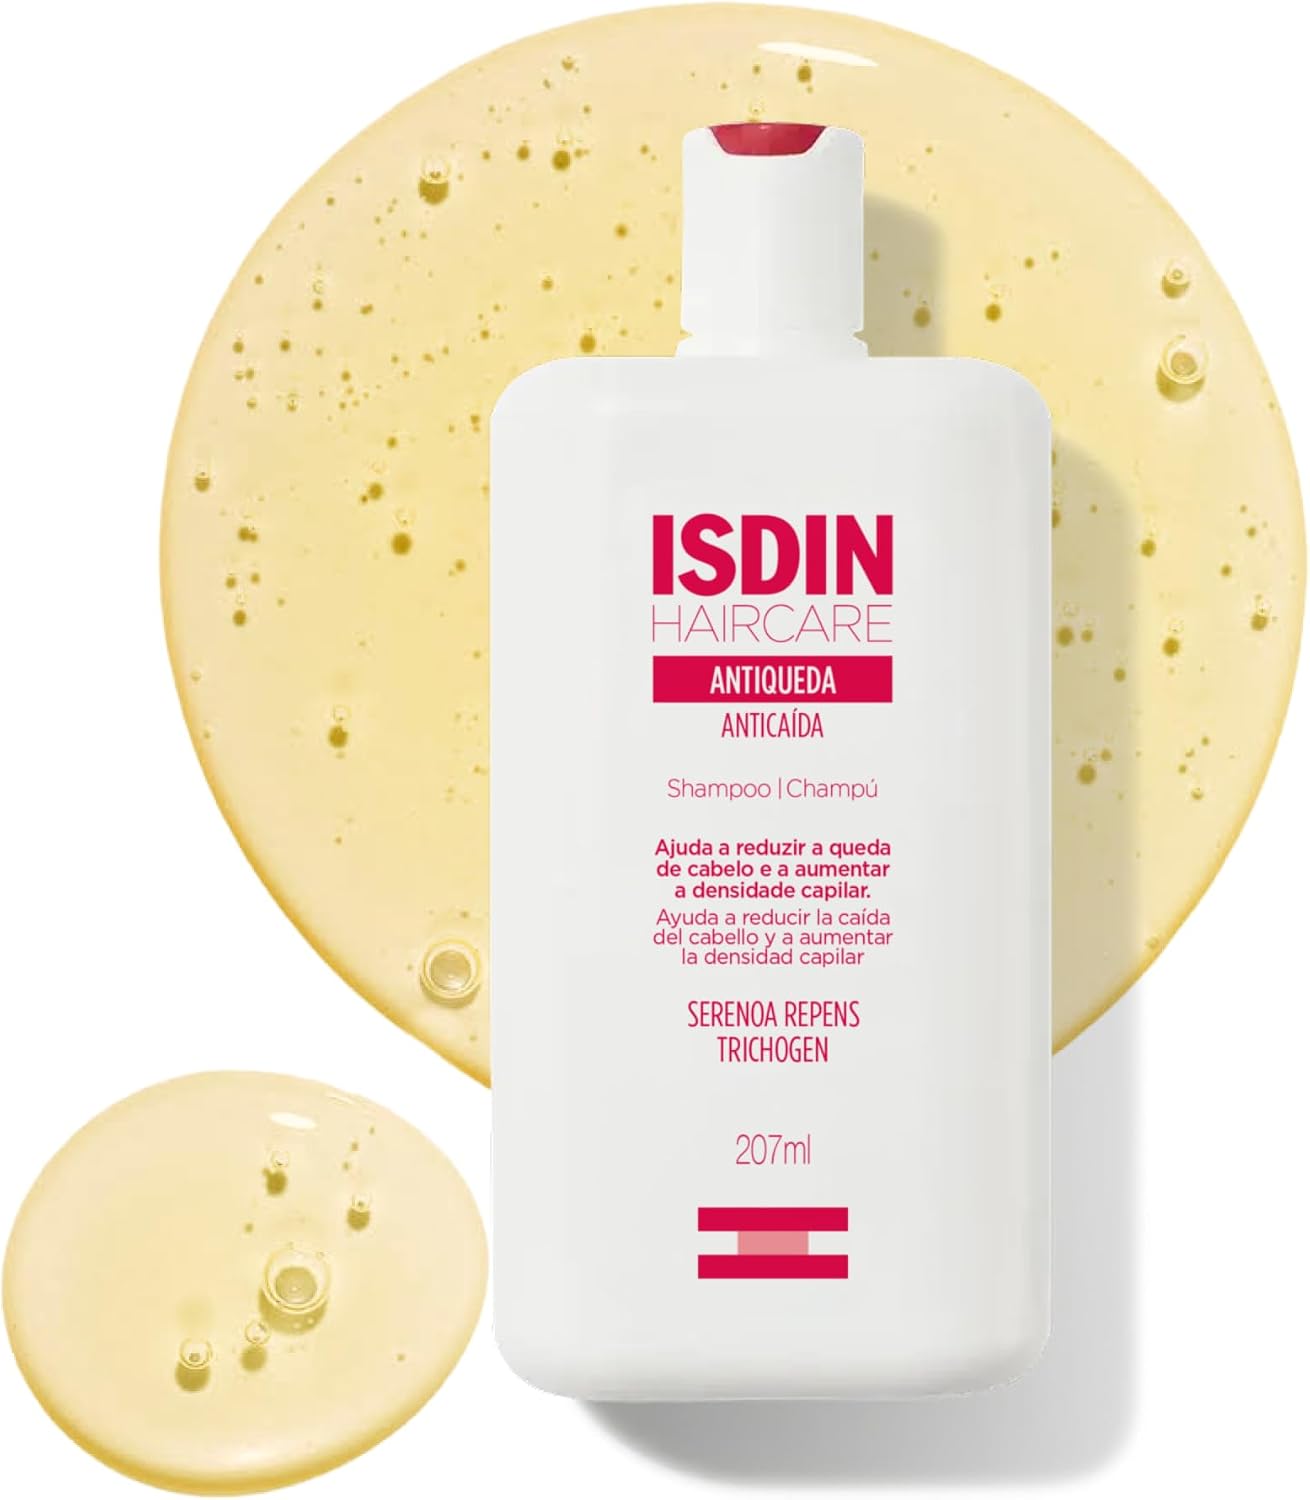 ISDIN
HAIRCARE
ANTIQUEDA
ANTICAÍDA
Shampoo | Champú
Ajuda a reduzir a queda
de cabelo e a aumentar
a densidade capilar.
Ayuda a reducir la caída
del cabello y a aumentar
la densidad capilar
SERENOA REPENS
TRICHOGEN
207ml